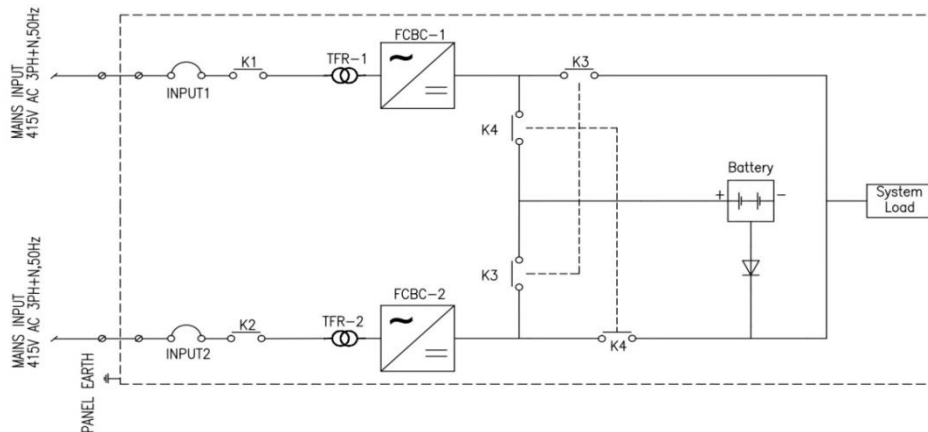 FCBC-1
TFR-1
K1
K3
INPUT1
MAINS INPUT
415V AC 3PH+N,50Hz
K4
Battery
+
-
System
Load
K3
FCBC-2
TFR-2
K2
INPUT2
K4
MAINS INPUT
415V AC 3PH+N,50Hz
PANEL EARTH